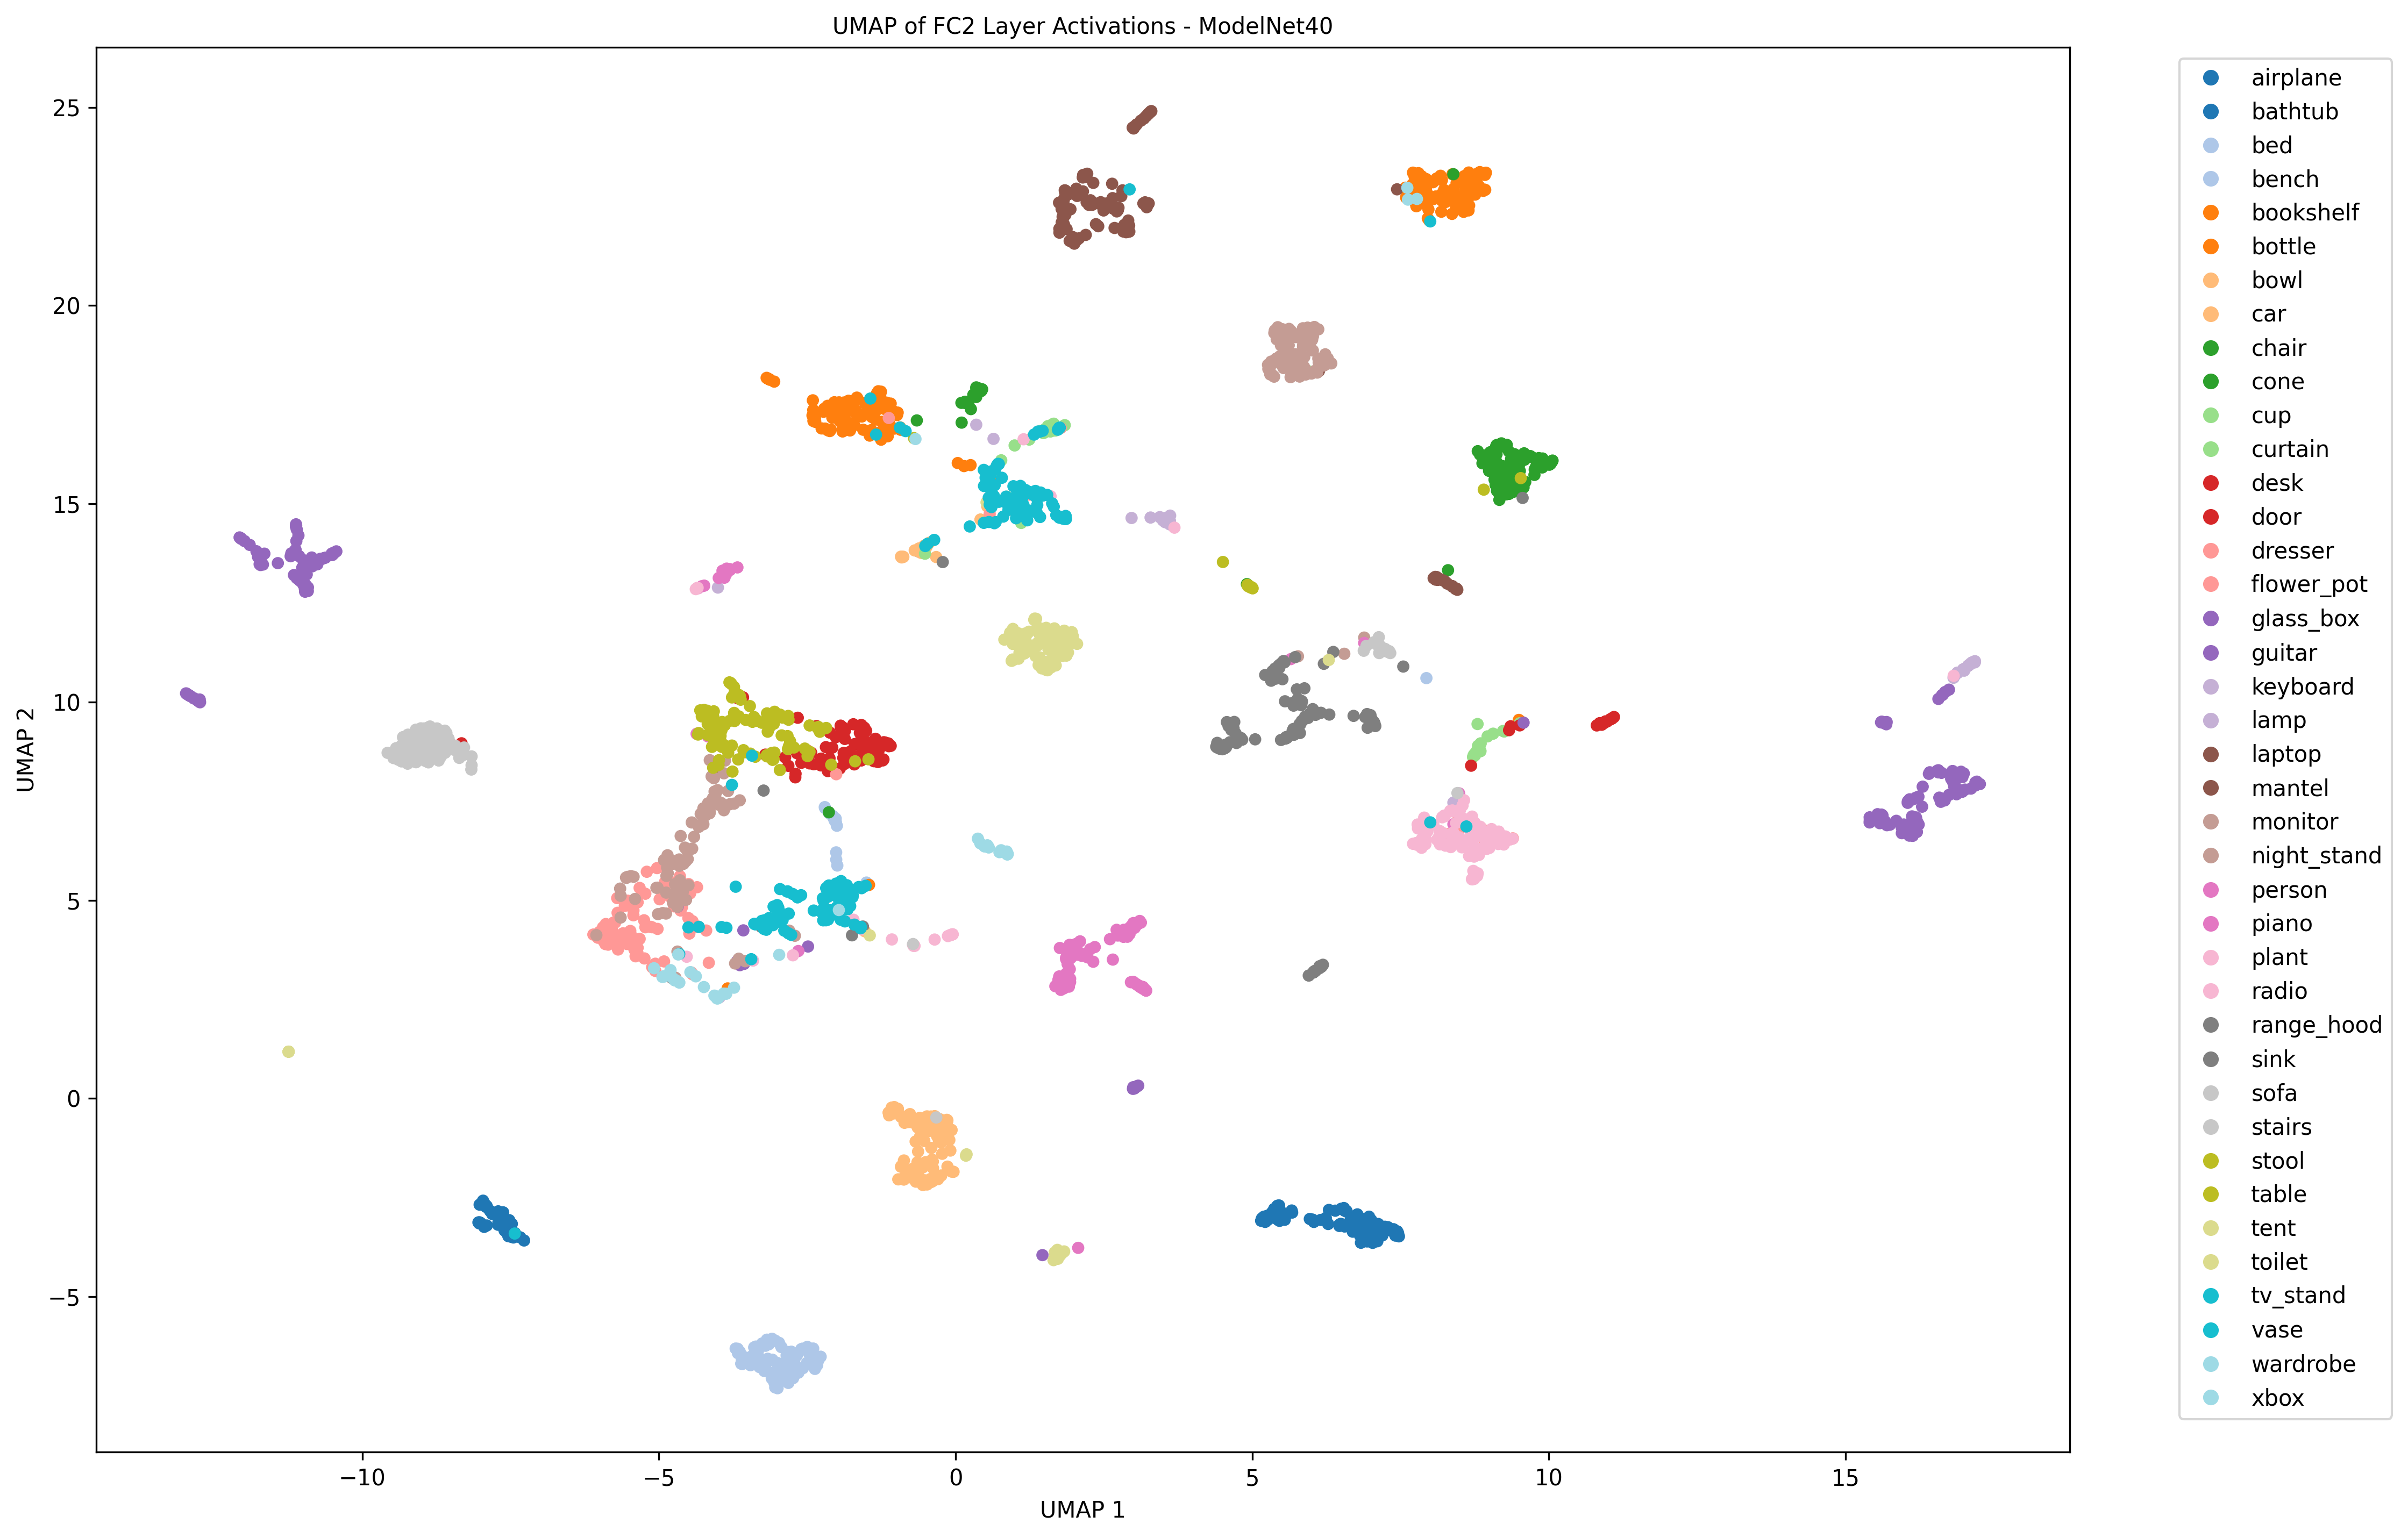 UMAP of FC2 Layer Activations - ModelNet40
25
20
15
10
5
0
−5
UMAP 2
−10
−5
0
5
10
15
UMAP 1
airplane
bathtub
bed
bench
bookshelf
bottle
bowl
car
chair
cone
cup
curtain
desk
door
dresser
flower_pot
glass_box
guitar
keyboard
lamp
laptop
mantel
monitor
night_stand
person
piano
plant
radio
range_hood
sink
sofa
stairs
stool
table
tent
toilet
tv_stand
vase
wardrobe
xbox